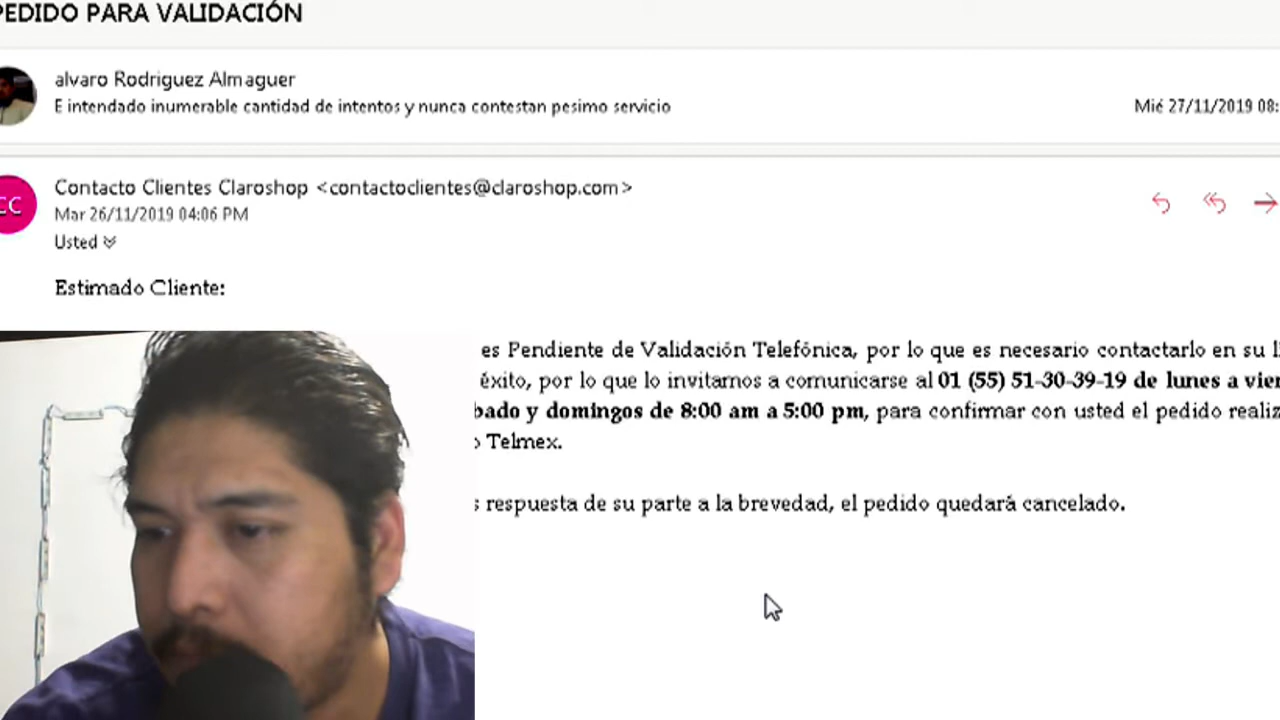 PEDIDO PARA VALIDACIÓN
alvaro Rodriguez Almaguer
E intendado inumerable cantidad de intentos y nunca contestan pesimo servicio
Mié 27/11/2019 08:
CC
Contacto Clientes Claroshop <contactoclientes@claroshop.com>
Mar 26/11/2019 04:06 PM
Usted
Estimado Cliente:
es Pendiente de Validación Telefónica, por lo que es necesario contactarlo en su
éxito, por lo que lo invitamos a comunicarse al 01 (55) 51-30-39-19 de lunes a
y domingos de 8:00 am a 5:00 pm, para confirmar con usted el pedido
Telmex.
respuesta de su parte a la brevedad, el pedido quedará cancelado.